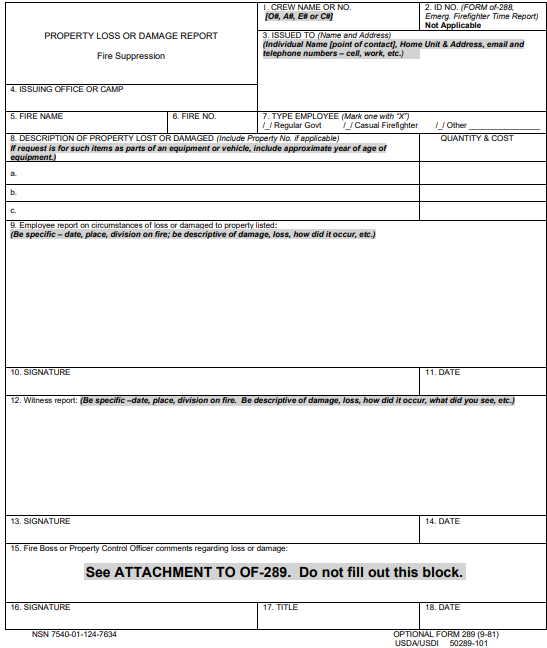 PROPERTY LOSS OR DAMAGE REPORT
Fire Suppression
1. CREW NAME OR NO.
[O#, A#, E# or C#]
2. ID NO. (FORM of-288,
Emerg. Firefighter Time Report)
Not Applicable
3. ISSUED TO (Name and Address)
(Individual Name [point of contact], Home Unit & Address, email and
telephone numbers – cell, work, etc.)
4. ISSUING OFFICE OR CAMP
5. FIRE NAME
6. FIRE NO.
7. TYPE EMPLOYEE (Mark one with "X")
/_/ Regular Govt /_/ Casual Firefighter /_/ Other _______________
8. DESCRIPTION OF PROPERTY LOST OR DAMAGED (Include Property No. if applicable)
If request is for such items as parts of an equipment or vehicle, include approximate year of age of
equipment.)
QUANTITY & COST
a.
b.
c.
9. Employee report on circumstances of loss or damaged to property listed:
(Be specific – date, place, division on fire; be descriptive of damage, loss, how did it occur, etc.)
10. SIGNATURE
11. DATE
12. Witness report: (Be specific –date, place, division on fire. Be descriptive of damage, loss, how did it occur, what did you see, etc.)
13. SIGNATURE
14. DATE
15. Fire Boss or Property Control Officer comments regarding loss or damage:
See ATTACHMENT TO OF-289. Do not fill out this block.
16. SIGNATURE
17. TITLE
18. DATE
NSN 7540-01-124-7634
OPTIONAL FORM 289 (9-81)
USDA/USDI 50289-101